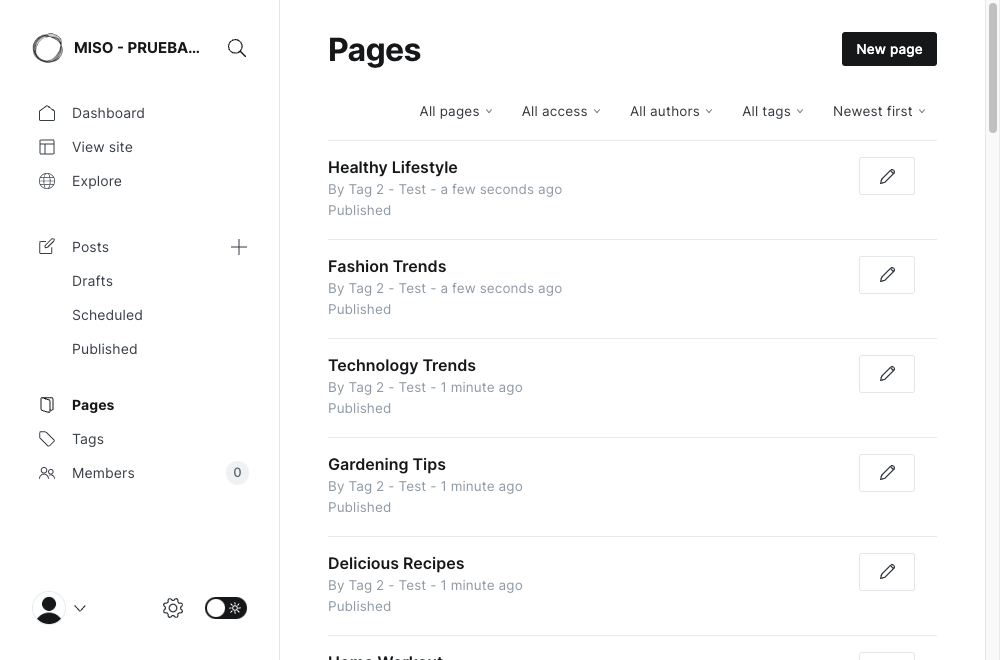 MISO - PRUEBA...
Dashboard
View site
Explore
Posts
Drafts
Scheduled
Published
Pages
Tags
Members 0
Pages
New page
All pages All access All authors All tags Newest first
Healthy Lifestyle
By Tag 2 - Test - a few seconds ago
Published
Fashion Trends
By Tag 2 - Test - a few seconds ago
Published
Technology Trends
By Tag 2 - Test - 1 minute ago
Published
Gardening Tips
By Tag 2 - Test - 1 minute ago
Published
Delicious Recipes
By Tag 2 - Test - 1 minute ago
Published
Home Workout